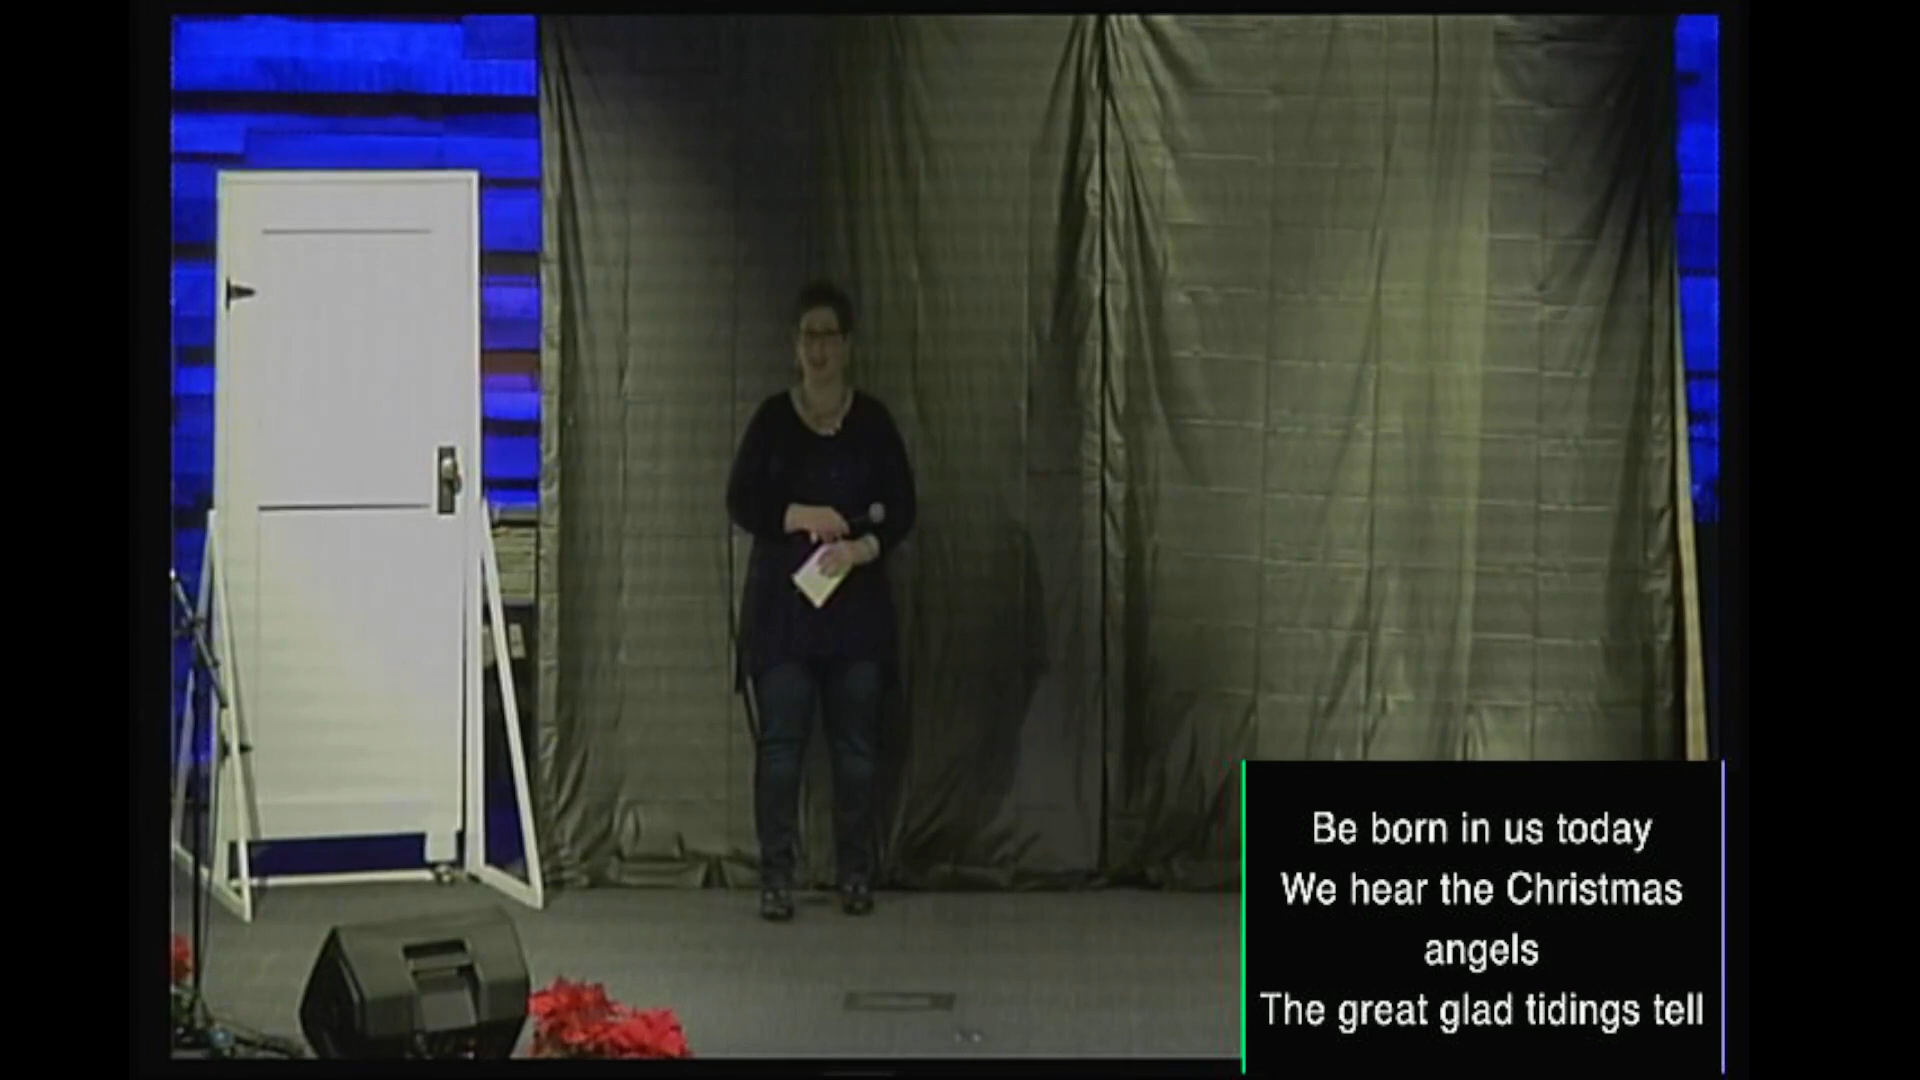 Be born in us today
We hear the Christmas
angels
The great glad tidings tell